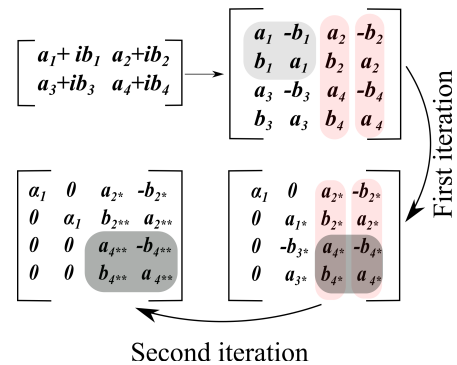 a1+ ib1 a2+ib2
a3+ib3 a4+ib4
a1 -b1 a2 -b2
b1 a1 b2 a2
a3 -b3 a4 -b4
b3 a3 b4 a4
First iteration
α1 0 a2* -b2*
0 a1* b2* a2*
0 -b3* a4* -b4*
0 a3* b4* a4*
α1 0 a2* -b2*
0 α1 b2** a2**
0 0 a4** -b4**
0 0 b4** a4**
Second iteration